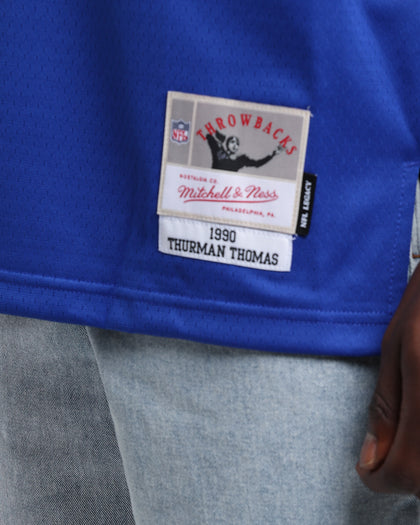 THROWBACKS
NFL
NOSTALGIA CO.
Mitchell & Ness
PHILADELPHIA, PA.
NFL LEGACY
1990
THURMAN THOMAS